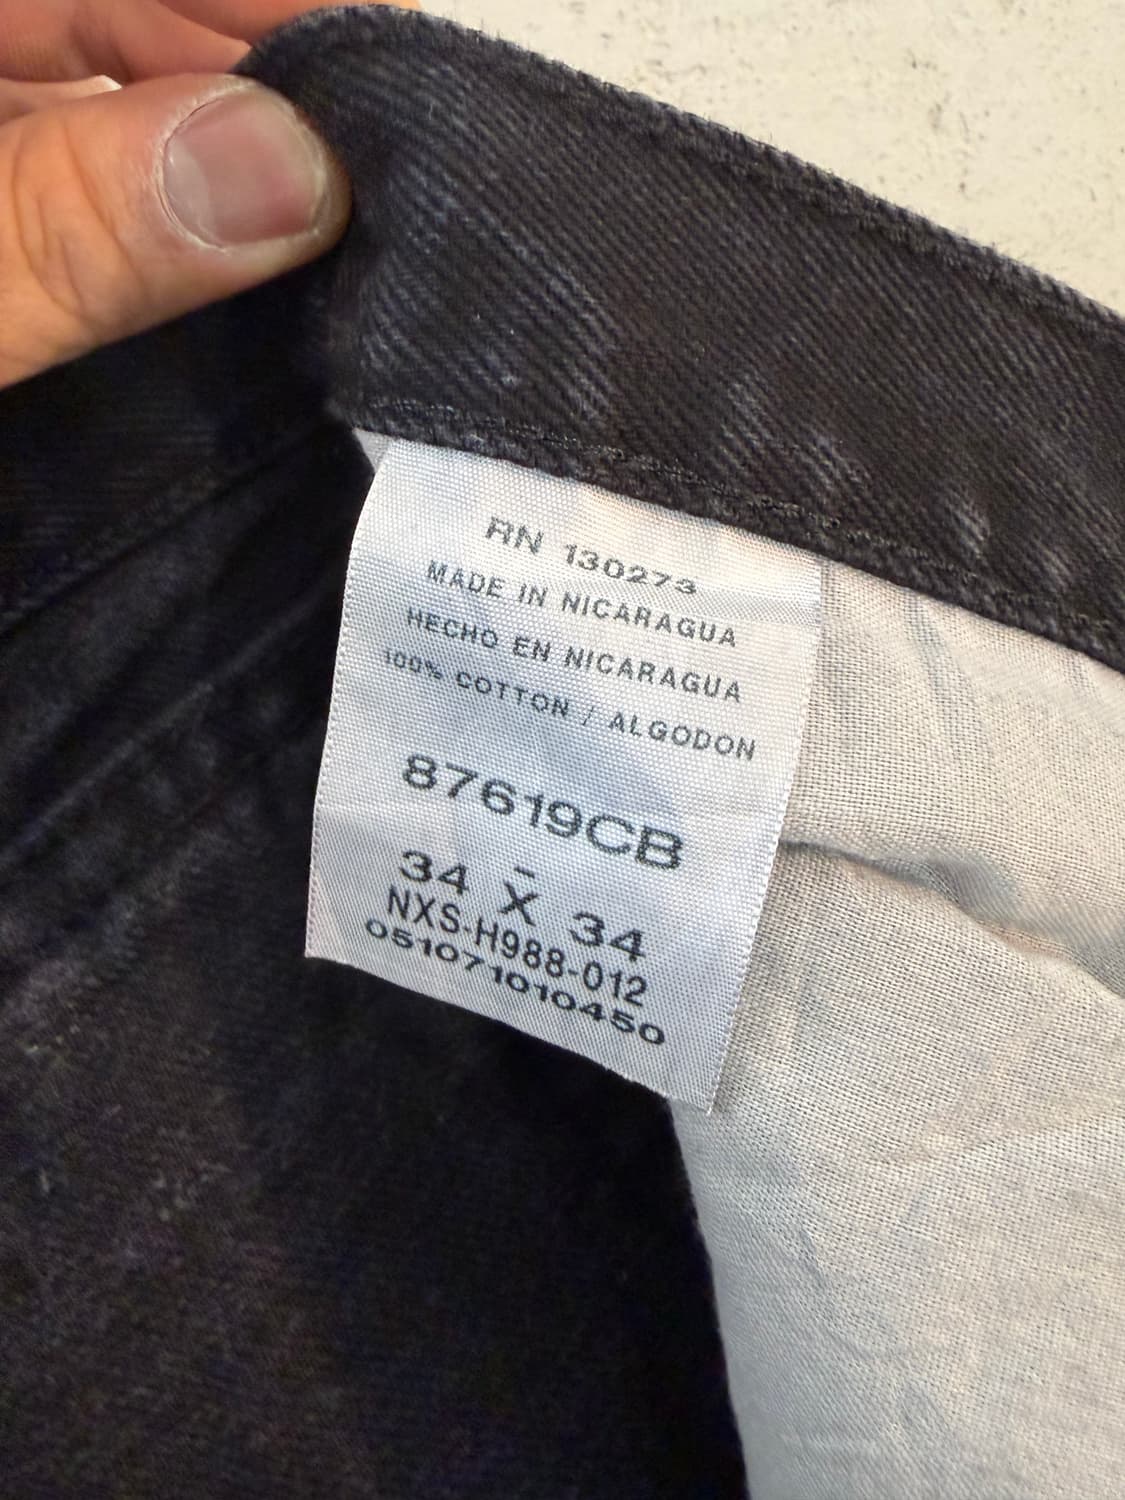 RN 130273
MADE IN NICARAGUA
HECHO EN NICARAGUA
100% COTTON / ALGODON
87619CB
34 X 34
NXS-H988-012
051071010450